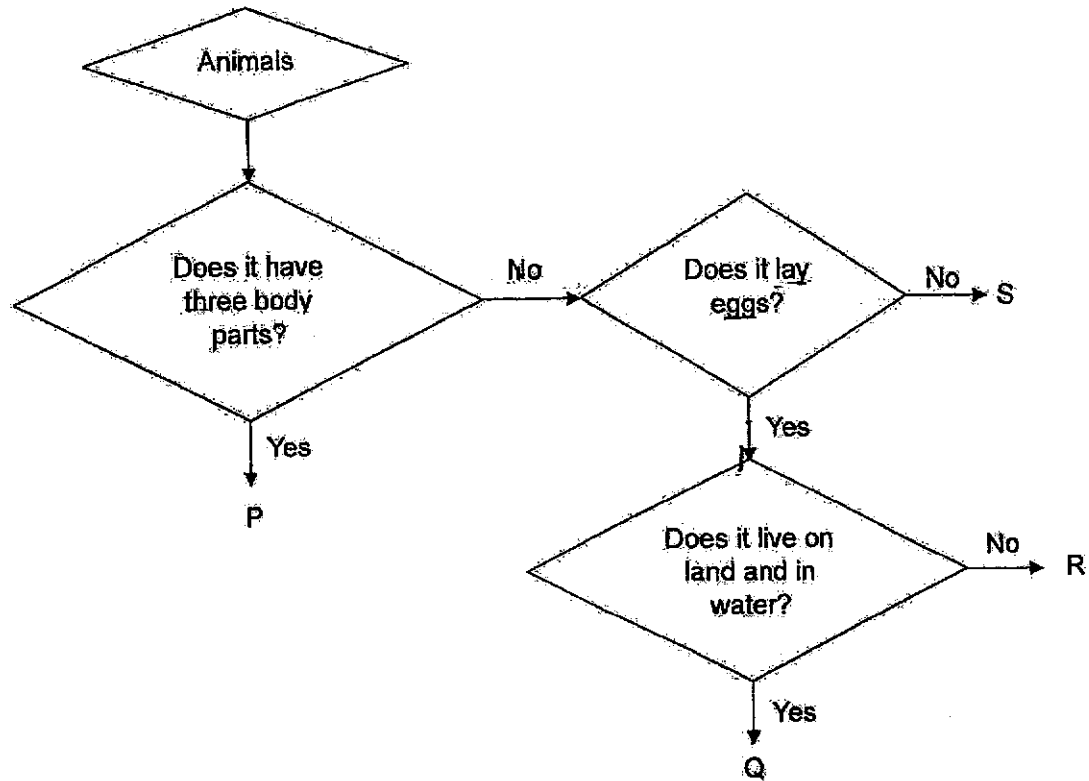 Animals
Does it have
three body
parts?
No
Does it lay
eggs?
No
S
Yes
P
Yes
Does it live on
land and in
water?
No
R
Yes
Q